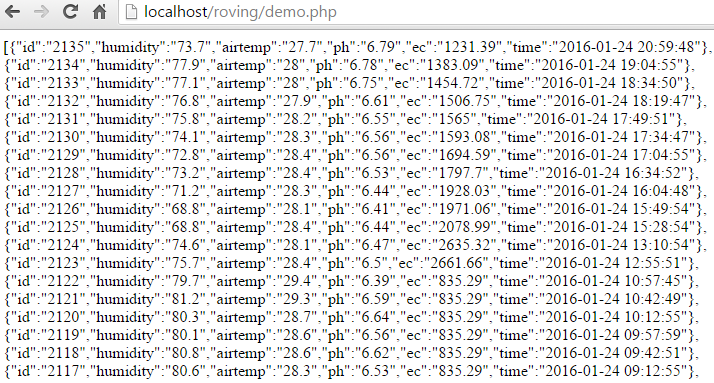 localhost/roving/demo.php
[{"id":"2135","humidity":"73.7","airtemp":"27.7","ph":"6.79","ec":"1231.39","time":"2016-01-24 20:59:48"},
{"id":"2134","humidity":"77.9","airtemp":"28","ph":"6.78","ec":"1383.09","time":"2016-01-24 19:04:55"},
{"id":"2133","humidity":"77.1","airtemp":"28","ph":"6.75","ec":"1454.72","time":"2016-01-24 18:34:50"},
{"id":"2132","humidity":"76.8","airtemp":"27.9","ph":"6.61","ec":"1506.75","time":"2016-01-24 18:19:47"},
{"id":"2131","humidity":"75.8","airtemp":"28.2","ph":"6.55","ec":"1565","time":"2016-01-24 17:49:51"},
{"id":"2130","humidity":"74.1","airtemp":"28.3","ph":"6.56","ec":"1593.08","time":"2016-01-24 17:34:47"},
{"id":"2129","humidity":"72.8","airtemp":"28.4","ph":"6.56","ec":"1694.59","time":"2016-01-24 17:04:55"},
{"id":"2128","humidity":"73.2","airtemp":"28.4","ph":"6.53","ec":"1797.7","time":"2016-01-24 16:34:52"},
{"id":"2127","humidity":"71.2","airtemp":"28.3","ph":"6.44","ec":"1928.03","time":"2016-01-24 16:04:48"},
{"id":"2126","humidity":"68.8","airtemp":"28.1","ph":"6.41","ec":"1971.06","time":"2016-01-24 15:49:54"},
{"id":"2125","humidity":"68.8","airtemp":"28.4","ph":"6.44","ec":"2078.99","time":"2016-01-24 15:28:54"},
{"id":"2124","humidity":"74.6","airtemp":"28.1","ph":"6.47","ec":"2635.32","time":"2016-01-24 13:10:54"},
{"id":"2123","humidity":"75.7","airtemp":"28.4","ph":"6.5","ec":"2661.66","time":"2016-01-24 12:55:51"},
{"id":"2122","humidity":"79.7","airtemp":"29.4","ph":"6.39","ec":"835.29","time":"2016-01-24 10:57:45"},
{"id":"2121","humidity":"81.2","airtemp":"29.3","ph":"6.59","ec":"835.29","time":"2016-01-24 10:42:49"},
{"id":"2120","humidity":"80.3","airtemp":"28.7","ph":"6.64","ec":"835.29","time":"2016-01-24 10:12:55"},
{"id":"2119","humidity":"80.1","airtemp":"28.6","ph":"6.56","ec":"835.29","time":"2016-01-24 09:57:59"},
{"id":"2118","humidity":"80.8","airtemp":"28.6","ph":"6.62","ec":"835.29","time":"2016-01-24 09:42:51"},
{"id":"2117","humidity":"80.6","airtemp":"28.3","ph":"6.53","ec":"835.29","time":"2016-01-24 09:12:55"},